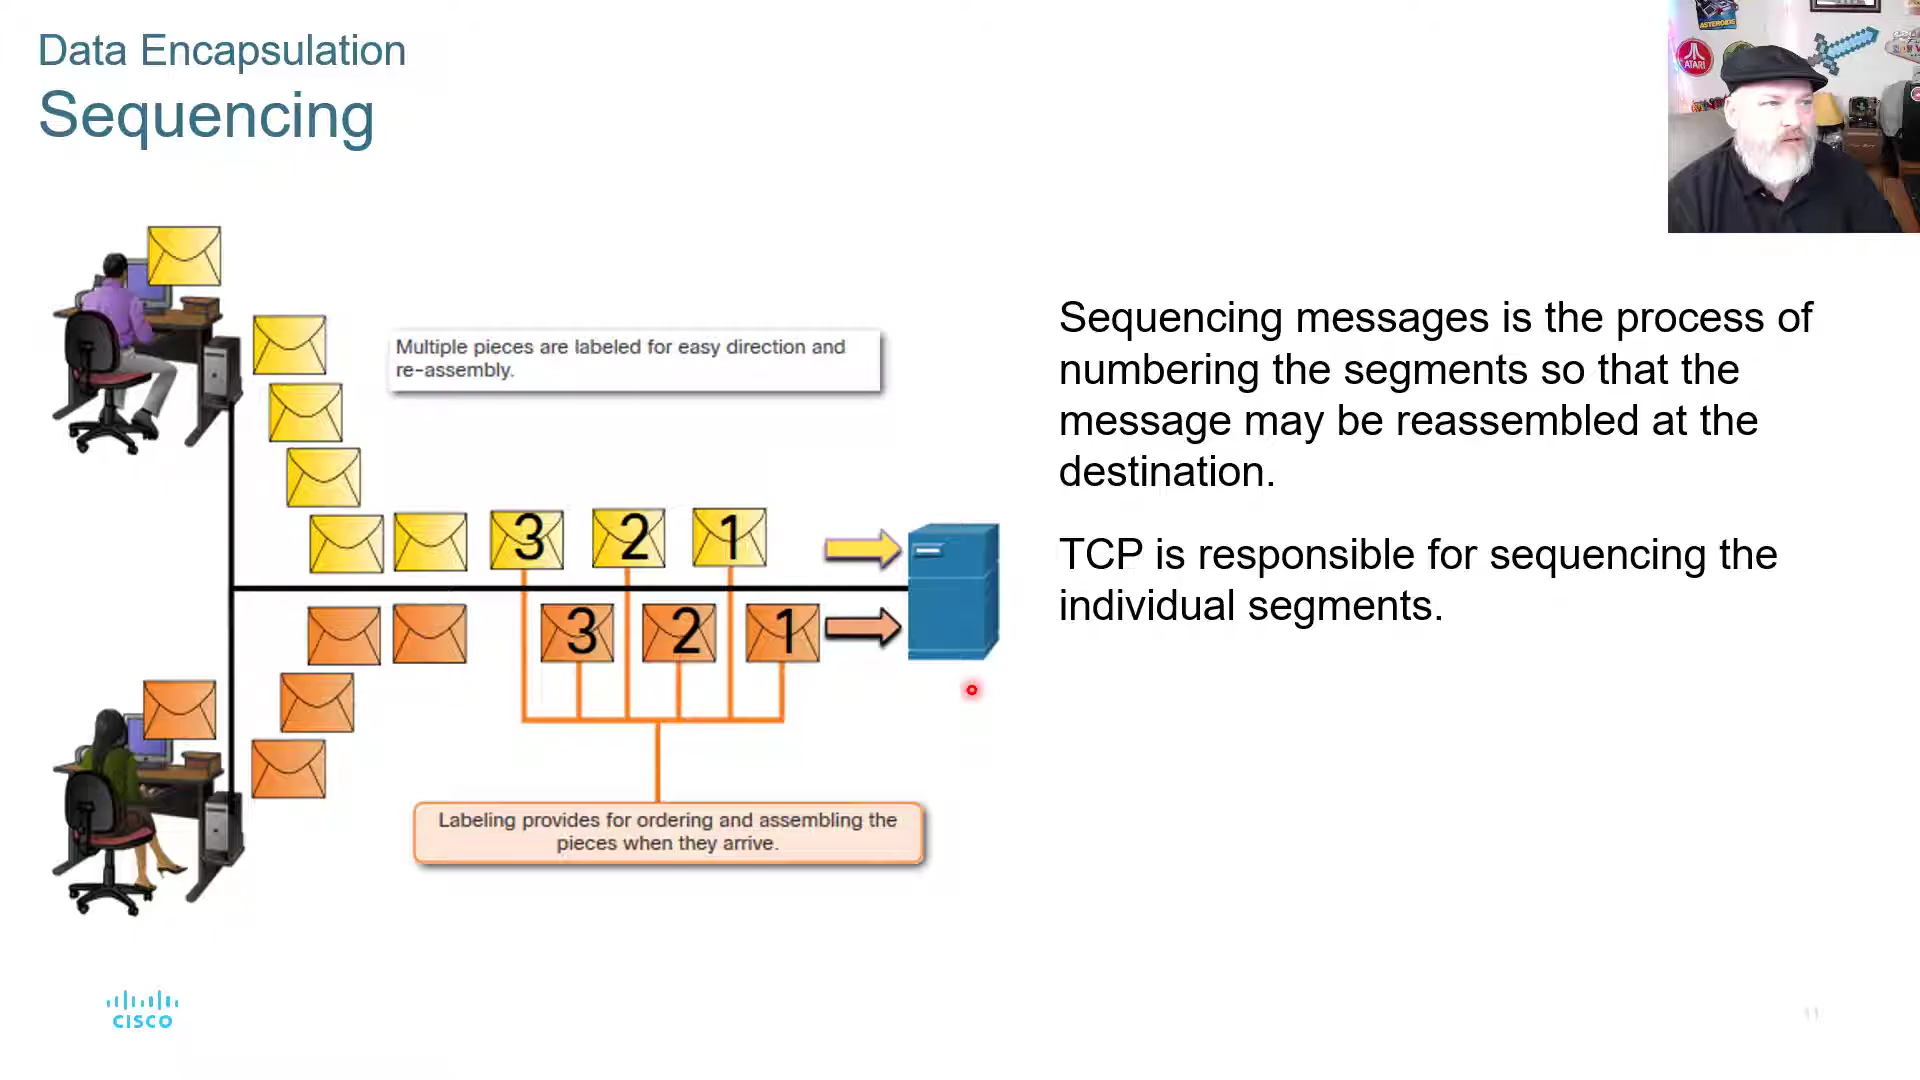 Data Encapsulation
Sequencing
ASTEROIDS
ATARI
Multiple pieces are labeled for easy direction and
re-assembly.
Sequencing messages is the process of
numbering the segments so that the
message may be reassembled at the
destination.
TCP is responsible for sequencing the
individual segments.
3 2 1
3 2 1
Labeling provides for ordering and assembling the
pieces when they arrive.
CISCO
11